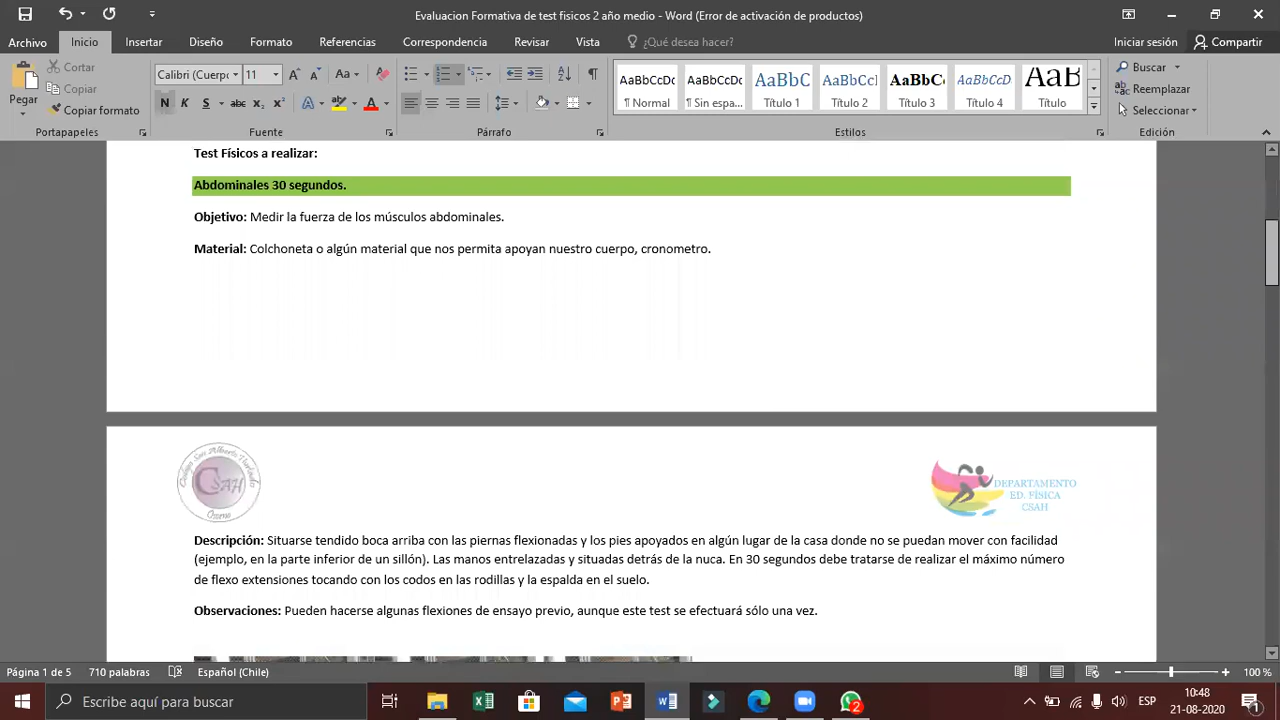 Evaluacion Formativa de test fisicos 2 año medio - Word (Error de activación de productos)
Archivo Inicio Insertar Diseño Formato Referencias Correspondencia Revisar Vista ¿Qué desea hacer? Iniciar sesión Compartir
Pegar
Cortar
Copiar
Copiar formato
Portapapeles
Calibri (Cuerpo 11
Fuente
Párrafo
AaBbCcDc AaBbCcDc AaBbC AaBbCcI AaBbCc AaBbCcD AaB
¶ Normal ¶ Sin espa... Título 1 Título 2 Título 3 Título 4 Título
Estilos
Buscar
Reemplazar
Seleccionar
Edición
Test Físicos a realizar:
Abdominales 30 segundos.
Objetivo: Medir la fuerza de los músculos abdominales.
Material: Colchoneta o algún material que nos permita apoyan nuestro cuerpo, cronometro.
CSAH
Osorno
DEPARTAMENTO
ED. FÍSICA
CSAH
Descripción: Situarse tendido boca arriba con las piernas flexionadas y los pies apoyados en algún lugar de la casa donde no se puedan mover con facilidad
(ejemplo, en la parte inferior de un sillón). Las manos entrelazadas y situadas detrás de la nuca. En 30 segundos debe tratarse de realizar el máximo número
de flexo extensiones tocando con los codos en las rodillas y la espalda en el suelo.
Observaciones: Pueden hacerse algunas flexiones de ensayo previo, aunque este test se efectuará sólo una vez.
Página 1 de 5 710 palabras Español (Chile) 100 %
Escribe aquí para buscar
2
ESP
10:48
21-08-2020
1